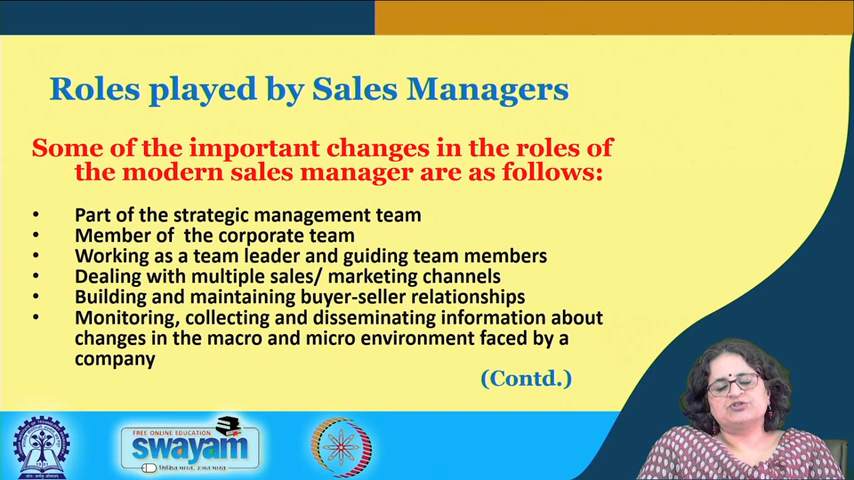 Roles played by Sales Managers
Some of the important changes in the roles of
the modern sales manager are as follows:
• Part of the strategic management team
• Member of the corporate team
• Working as a team leader and guiding team members
• Dealing with multiple sales/ marketing channels
• Building and maintaining buyer-seller relationships
• Monitoring, collecting and disseminating information about
changes in the macro and micro environment faced by a
company
(Contd.)
FREE ONLINE EDUCATION
swayam
1951